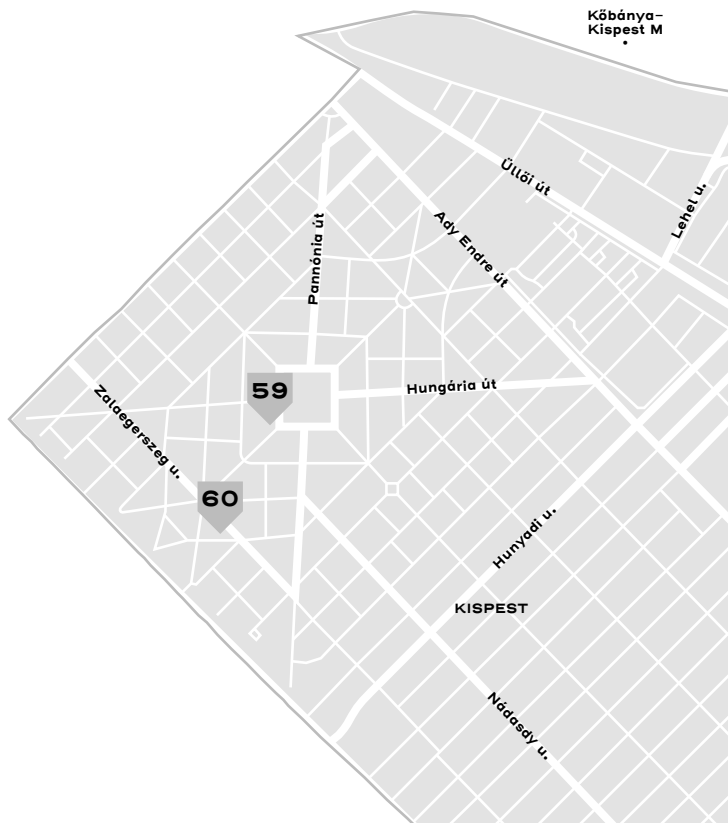 Kőbánya–
Kispest M
Üllői út
Lehel u.
Ady Endre út
Pannónia út
59
Hungária út
Zalaegerszeg u.
60
Hunyadi u.
KISPEST
Nádasdy u.